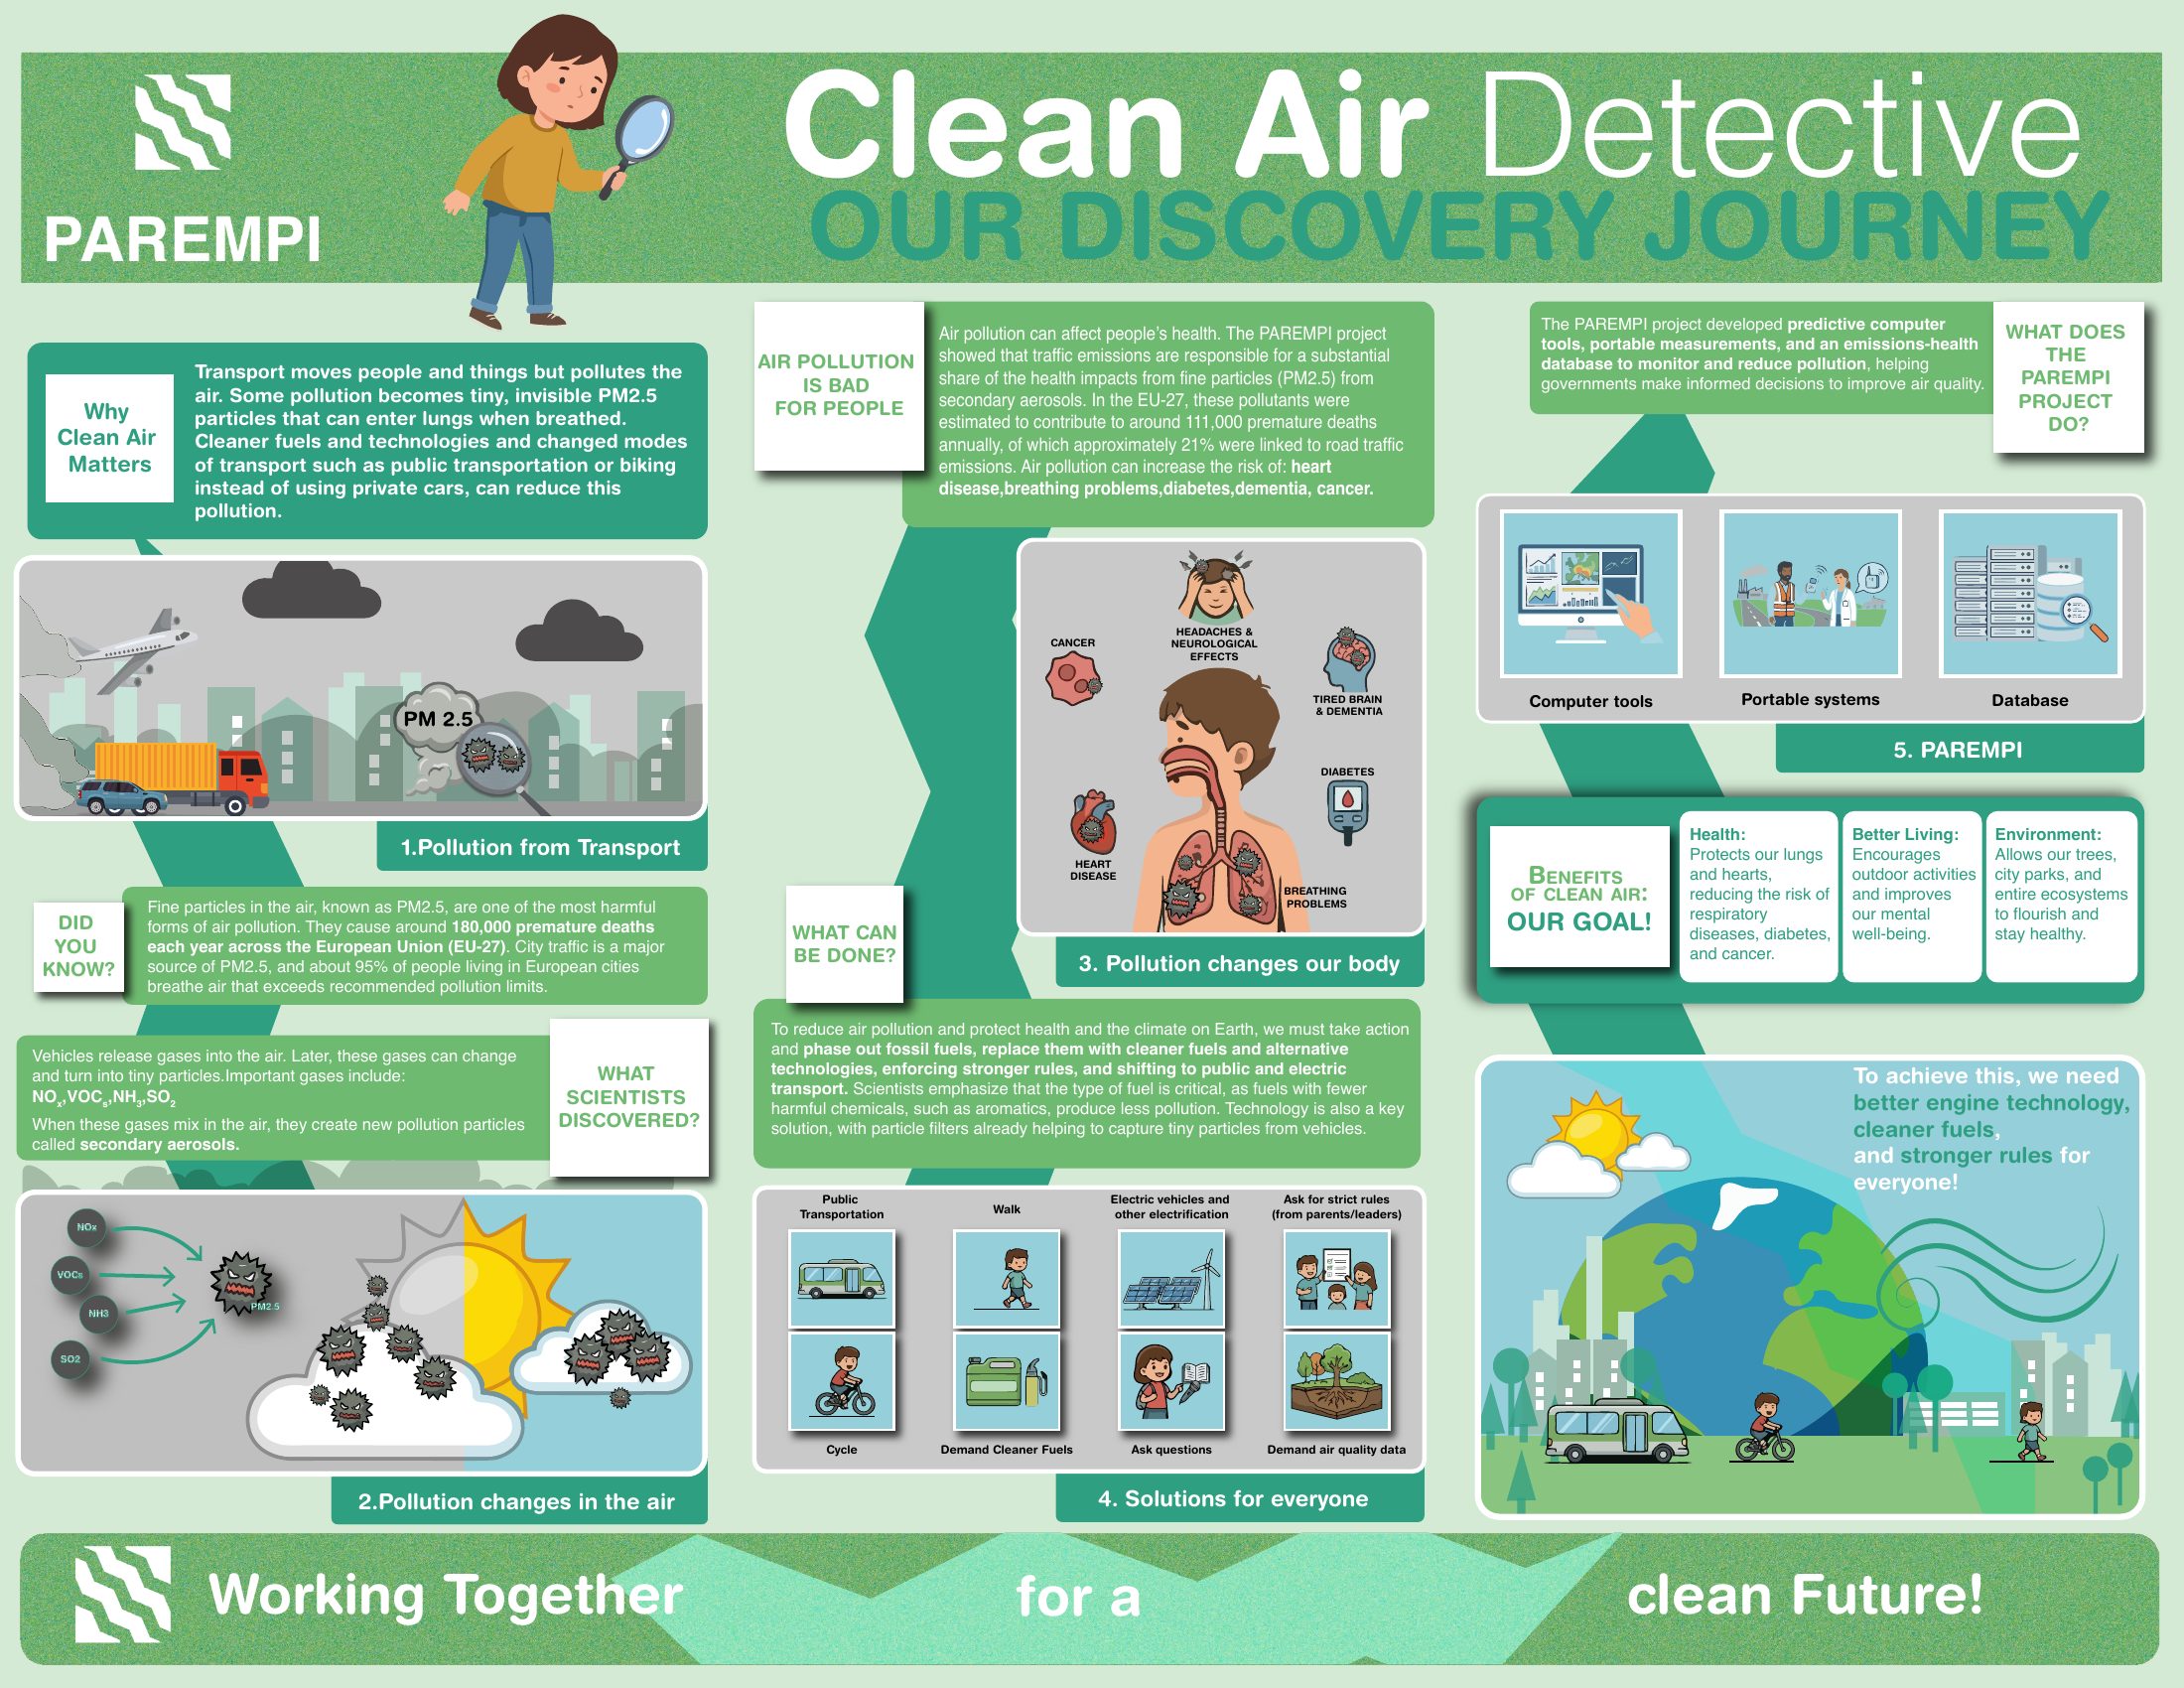 PAREMPI
Clean Air Detective
OUR DISCOVERY JOURNEY
Why
Clean Air
Matters
Transport moves people and things but pollutes the
air. Some pollution becomes tiny, invisible PM2.5
particles that can enter lungs when breathed.
Cleaner fuels and technologies and changed modes
of transport such as public transportation or biking
instead of using private cars, can reduce this
pollution.
PM 2.5
1.Pollution from Transport
DID
YOU
KNOW?
Fine particles in the air, known as PM2.5, are one of the most harmful
forms of air pollution. They cause around 180,000 premature deaths
each year across the European Union (EU-27). City traffic is a major
source of PM2.5, and about 95% of people living in European cities
breathe air that exceeds recommended pollution limits.
Vehicles release gases into the air. Later, these gases can change
and turn into tiny particles.Important gases include:
NOx,VOCs,NH3,SO2
When these gases mix in the air, they create new pollution particles
called secondary aerosols.
WHAT
SCIENTISTS
DISCOVERED?
NOx
VOCs
NH3
SO2
PM2.5
2.Pollution changes in the air
AIR POLLUTION
IS BAD
FOR PEOPLE
Air pollution can affect people's health. The PAREMPI project
showed that traffic emissions are responsible for a substantial
share of the health impacts from fine particles (PM2.5) from
secondary aerosols. In the EU-27, these pollutants were
estimated to contribute to around 111,000 premature deaths
annually, of which approximately 21% were linked to road traffic
emissions. Air pollution can increase the risk of: heart
disease,breathing problems,diabetes,dementia, cancer.
HEADACHES &
NEUROLOGICAL
EFFECTS
CANCER
TIRED BRAIN
& DEMENTIA
DIABETES
HEART
DISEASE
BREATHING
PROBLEMS
3. Pollution changes our body
WHAT CAN
BE DONE?
To reduce air pollution and protect health and the climate on Earth, we must take action
and phase out fossil fuels, replace them with cleaner fuels and alternative
technologies, enforcing stronger rules, and shifting to public and electric
transport. Scientists emphasize that the type of fuel is critical, as fuels with fewer
harmful chemicals, such as aromatics, produce less pollution. Technology is also a key
solution, with particle filters already helping to capture tiny particles from vehicles.
Public
Transportation
Walk
Electric vehicles and
other electrification
Ask for strict rules
(from parents/leaders)
Cycle
Demand Cleaner Fuels
Ask questions
Demand air quality data
4. Solutions for everyone
The PAREMPI project developed predictive computer
tools, portable measurements, and an emissions-health
database to monitor and reduce pollution, helping
governments make informed decisions to improve air quality.
WHAT DOES
THE
PAREMPI
PROJECT
DO?
Computer tools
Portable systems
Database
5. PAREMPI
BENEFITS
OF CLEAN AIR:
OUR GOAL!
Health:
Protects our lungs
and hearts,
reducing the risk of
respiratory
diseases, diabetes,
and cancer.
Better Living:
Encourages
outdoor activities
and improves
our mental
well-being.
Environment:
Allows our trees,
city parks, and
entire ecosystems
to flourish and
stay healthy.
To achieve this, we need
better engine technology,
cleaner fuels,
and stronger rules for
everyone!
Working Together for a clean Future!